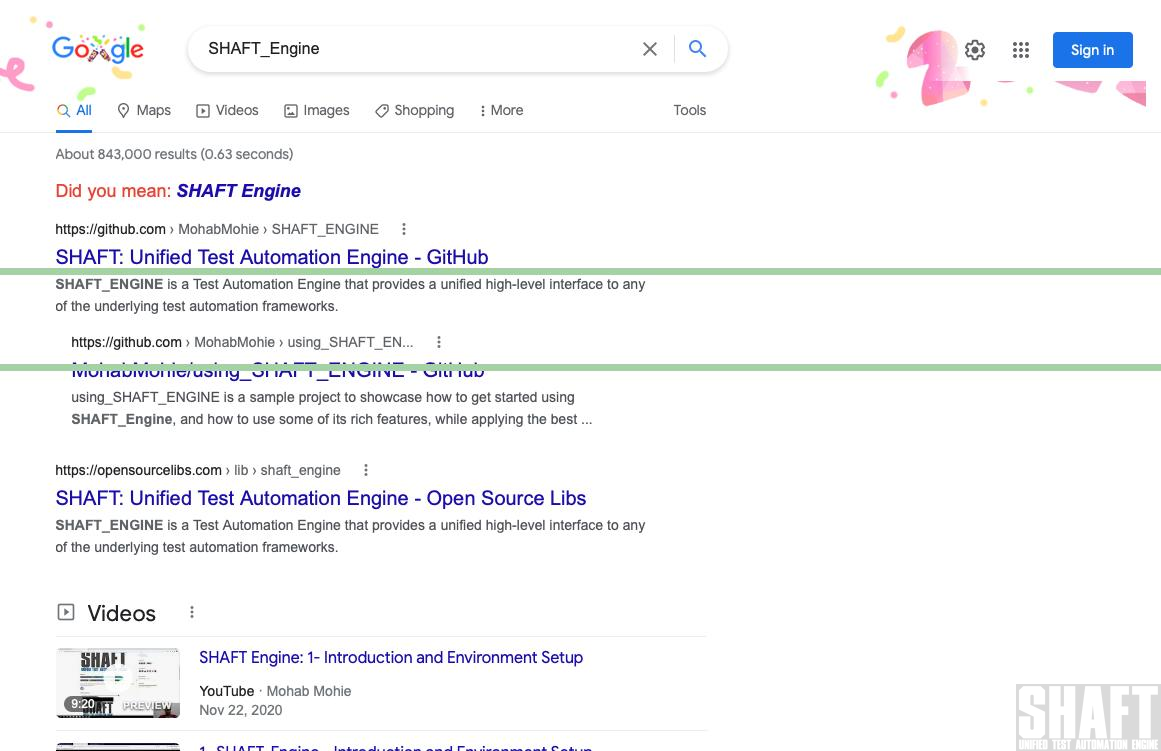 Google
SHAFT_Engine
Sign in
All
Maps
Videos
Images
Shopping
More
Tools
About 843,000 results (0.63 seconds)
Did you mean: SHAFT Engine
https://github.com › MohabMohie › SHAFT_ENGINE
SHAFT: Unified Test Automation Engine - GitHub
SHAFT_ENGINE is a Test Automation Engine that provides a unified high-level interface to any
of the underlying test automation frameworks.
https://github.com › MohabMohie › using_SHAFT_EN...
MohabMohie/using_SHAFT_ENGINE - GitHub
using_SHAFT_ENGINE is a sample project to showcase how to get started using
SHAFT_Engine, and how to use some of its rich features, while applying the best ...
https://opensourcelibs.com › lib › shaft_engine
SHAFT: Unified Test Automation Engine - Open Source Libs
SHAFT_ENGINE is a Test Automation Engine that provides a unified high-level interface to any
of the underlying test automation frameworks.
Videos
SHAFT
9:20
PREVIEW
SHAFT Engine: 1- Introduction and Environment Setup
YouTube · Mohab Mohie
Nov 22, 2020
1- SHAFT_Engine - Introduction and Environment Setup
SHAFT
UNIFIED TEST AUTOMATION ENGINE